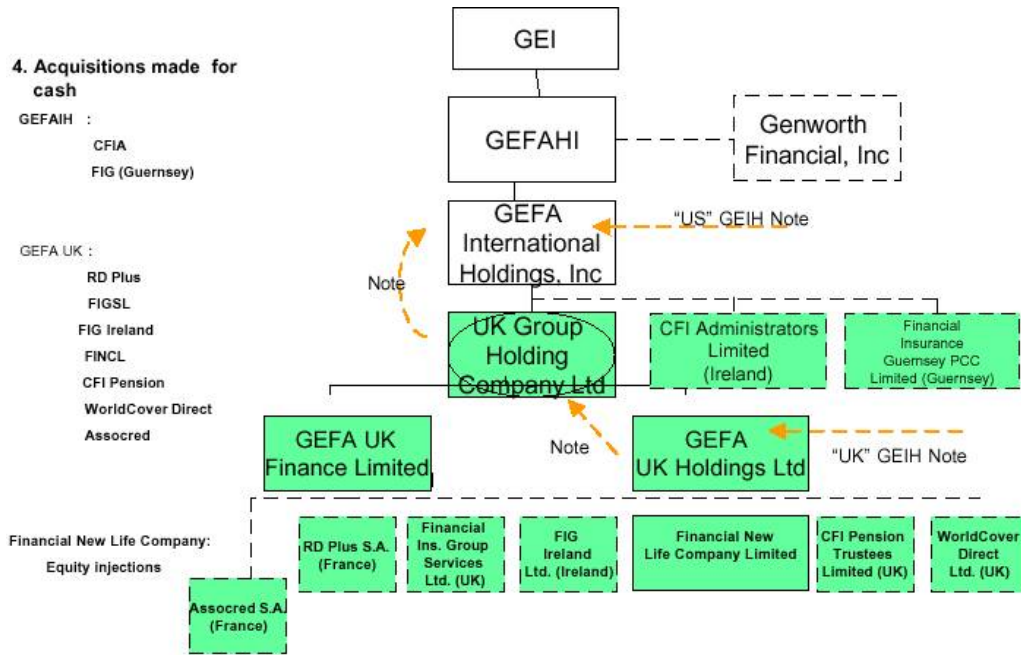 GEI
4. Acquisitions made for
cash
GEFAIH :
CFIA
FIG (Guernsey)
GEFAHI
Genworth
Financial, Inc
GEFA
International
Holdings, Inc
"US" GEIH Note
Note
GEFA UK :
RD Plus
FIGSL
FIG Ireland
FINCL
CFI Pension
WorldCover Direct
Assocred
UK Group
Holding
Company Ltd
CFI Administrators
Limited
(Ireland)
Financial
Insurance
Guernsey PCC
Limited (Guernsey)
GEFA UK
Finance Limited
Note
GEFA
UK Holdings Ltd
"UK" GEIH Note
Financial New Life Company:
Equity injections
Assocred S.A.
(France)
RD Plus S.A.
(France)
Financial
Ins. Group
Services
Ltd. (UK)
FIG
Ireland
Ltd. (Ireland)
Financial New
Life Company Limited
CFI Pension
Trustees
Limited (UK)
WorldCover
Direct
Ltd. (UK)